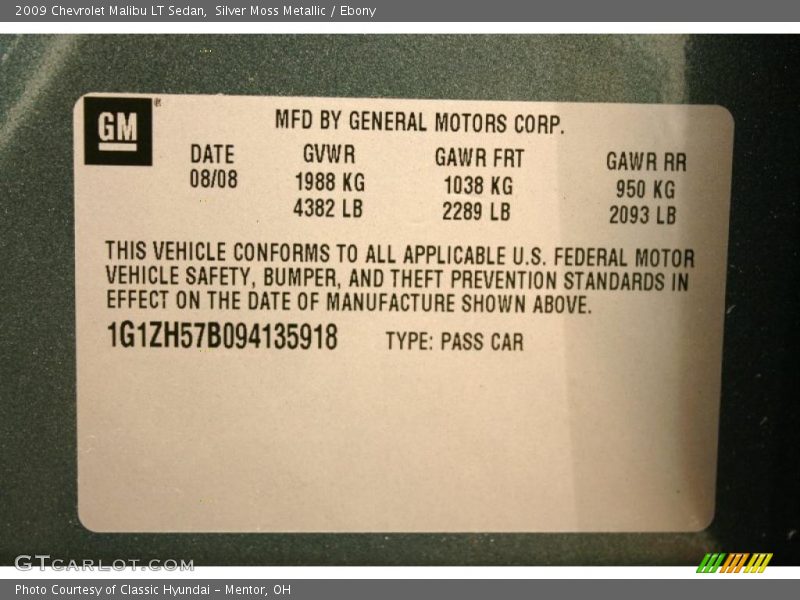 2009 Chevrolet Malibu LT Sedan, Silver Moss Metallic / Ebony
GM®
MFD BY GENERAL MOTORS CORP.
DATE GVWR GAWR FRT GAWR RR
08/08 1988 KG 1038 KG 950 KG
4382 LB 2289 LB 2093 LB
THIS VEHICLE CONFORMS TO ALL APPLICABLE U.S. FEDERAL MOTOR
VEHICLE SAFETY, BUMPER, AND THEFT PREVENTION STANDARDS IN
EFFECT ON THE DATE OF MANUFACTURE SHOWN ABOVE.
1G1ZH57B094135918 TYPE: PASS CAR
GTCARLOT.COM
Photo Courtesy of Classic Hyundai - Mentor, OH